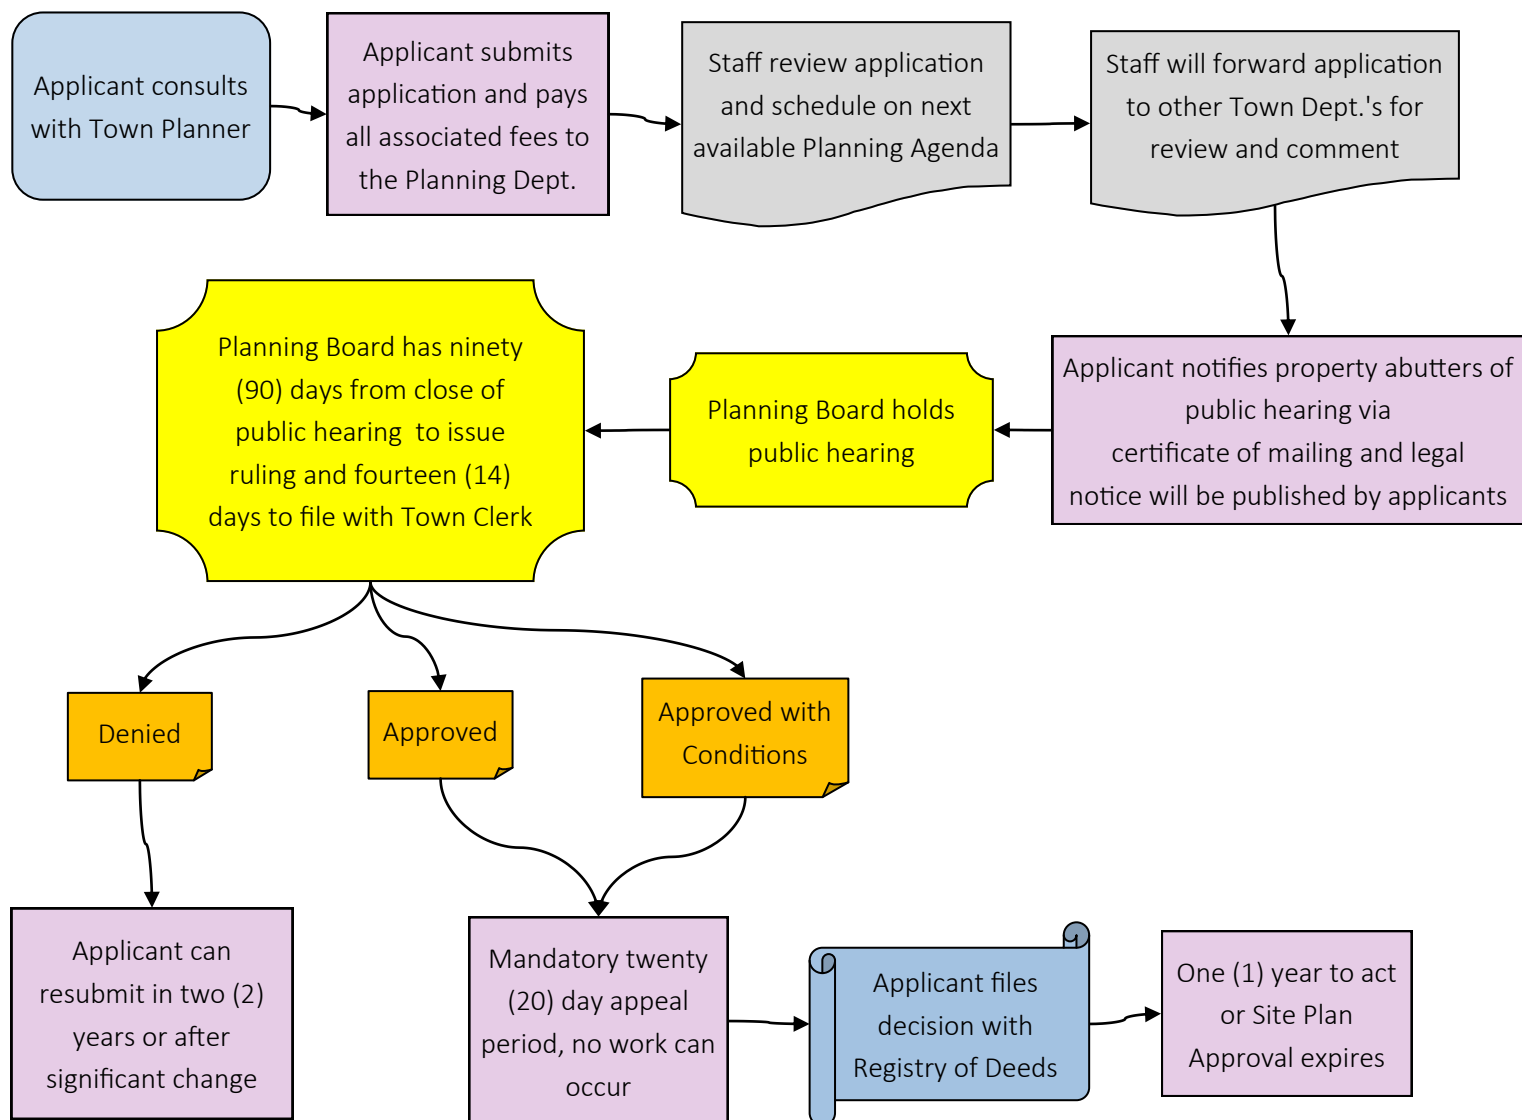 Applicant consults
with Town Planner
Applicant submits
application and pays
all associated fees to
the Planning Dept.
Staff review application
and schedule on next
available Planning Agenda
Staff will forward application
to other Town Dept.'s for
review and comment
Applicant notifies property abutters of
public hearing via
certificate of mailing and legal
notice will be published by applicants
Planning Board holds
public hearing
Planning Board has ninety
(90) days from close of
public hearing  to issue
ruling and fourteen (14)
days to file with Town Clerk
Denied
Approved
Approved with
Conditions
Applicant can
resubmit in two (2)
years or after
significant change
Mandatory twenty
(20) day appeal
period, no work can
occur
Applicant files
decision with
Registry of Deeds
One (1) year to act
or Site Plan
Approval expires